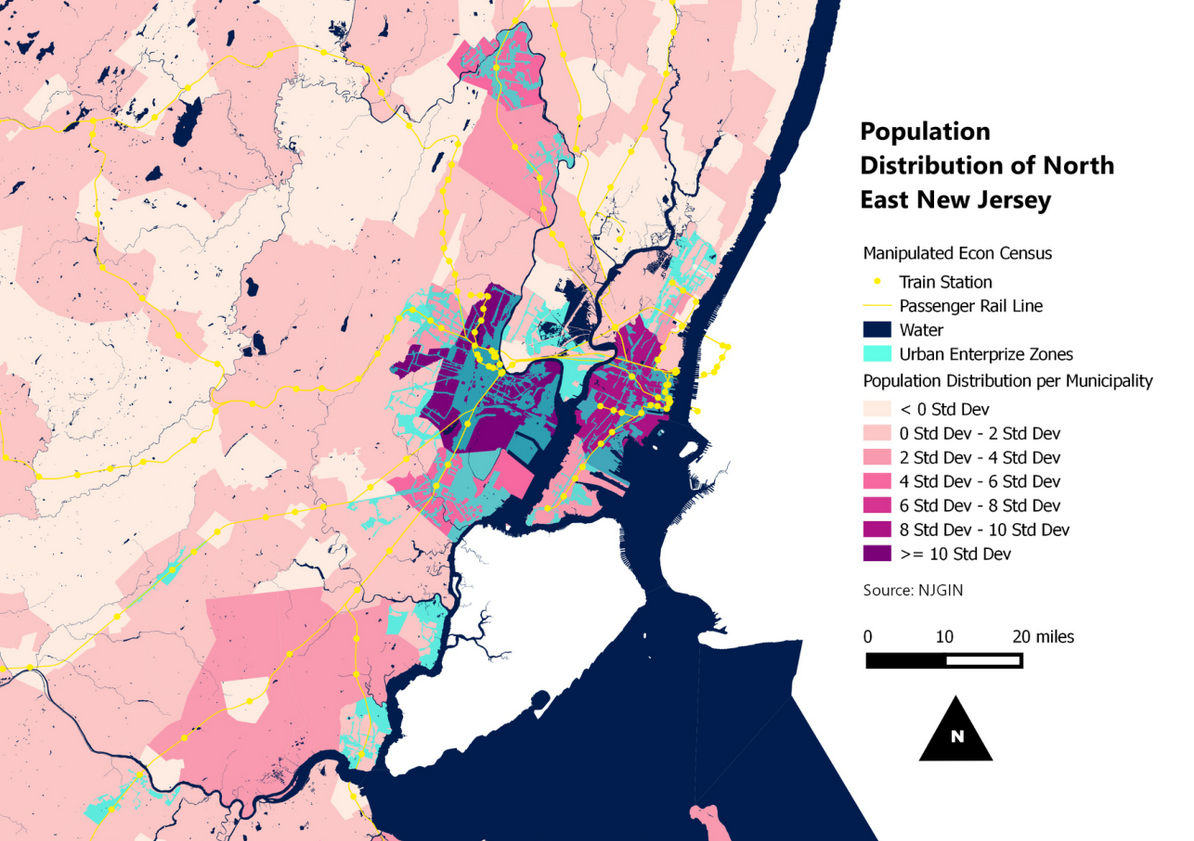 Population
Distribution of North
East New Jersey
Manipulated Econ Census
Train Station
Passenger Rail Line
Water
Urban Enterprize Zones
Population Distribution per Municipality
< 0 Std Dev
0 Std Dev - 2 Std Dev
2 Std Dev - 4 Std Dev
4 Std Dev - 6 Std Dev
6 Std Dev - 8 Std Dev
8 Std Dev - 10 Std Dev
>= 10 Std Dev
Source: NJGIN
0 10 20 miles
N